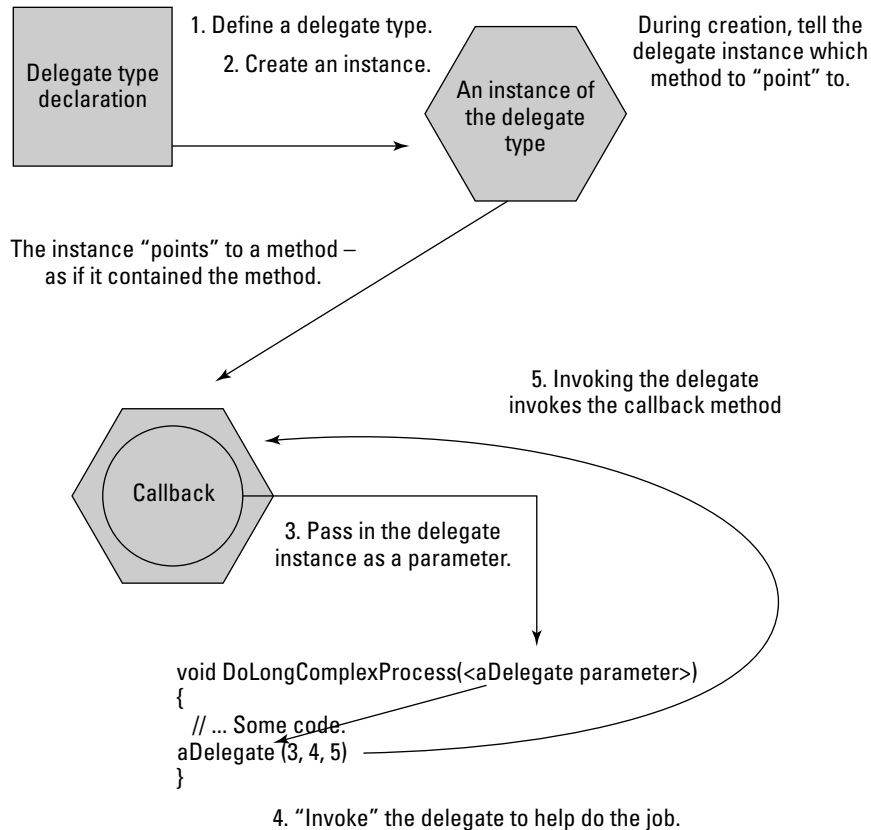 1. Define a delegate type.
2. Create an instance.
Delegate type
declaration
An instance of
the delegate
type
During creation, tell the
delegate instance which
method to “point” to.
The instance “points” to a method –
as if it contained the method.
5. Invoking the delegate
invokes the callback method
Callback
3. Pass in the delegate
instance as a parameter.
void DoLongComplexProcess(<aDelegate parameter>)
{
// ... Some code.
aDelegate (3, 4, 5)
}
4. “Invoke” the delegate to help do the job.